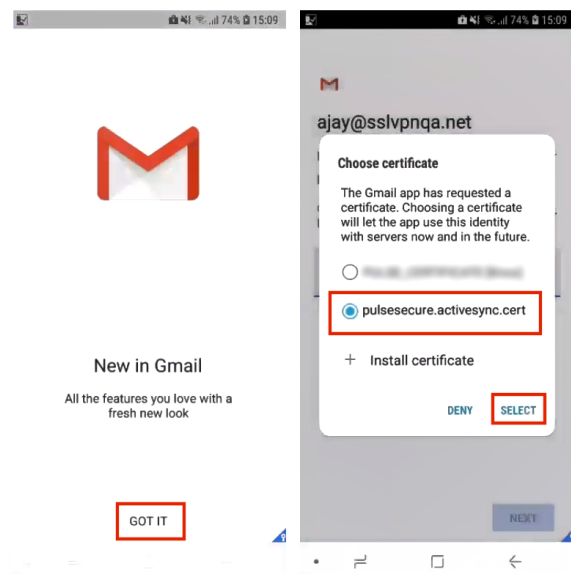 74% 15:09
New in Gmail
All the features you love with a
fresh new look
GOT IT
74% 15:09
ajay@sslvpnqa.net
Choose certificate
The Gmail app has requested a
certificate. Choosing a certificate
will let the app use this identity
with servers now and in the future.
pulsesecure.activesync.cert
+ Install certificate
DENY SELECT
NEXT